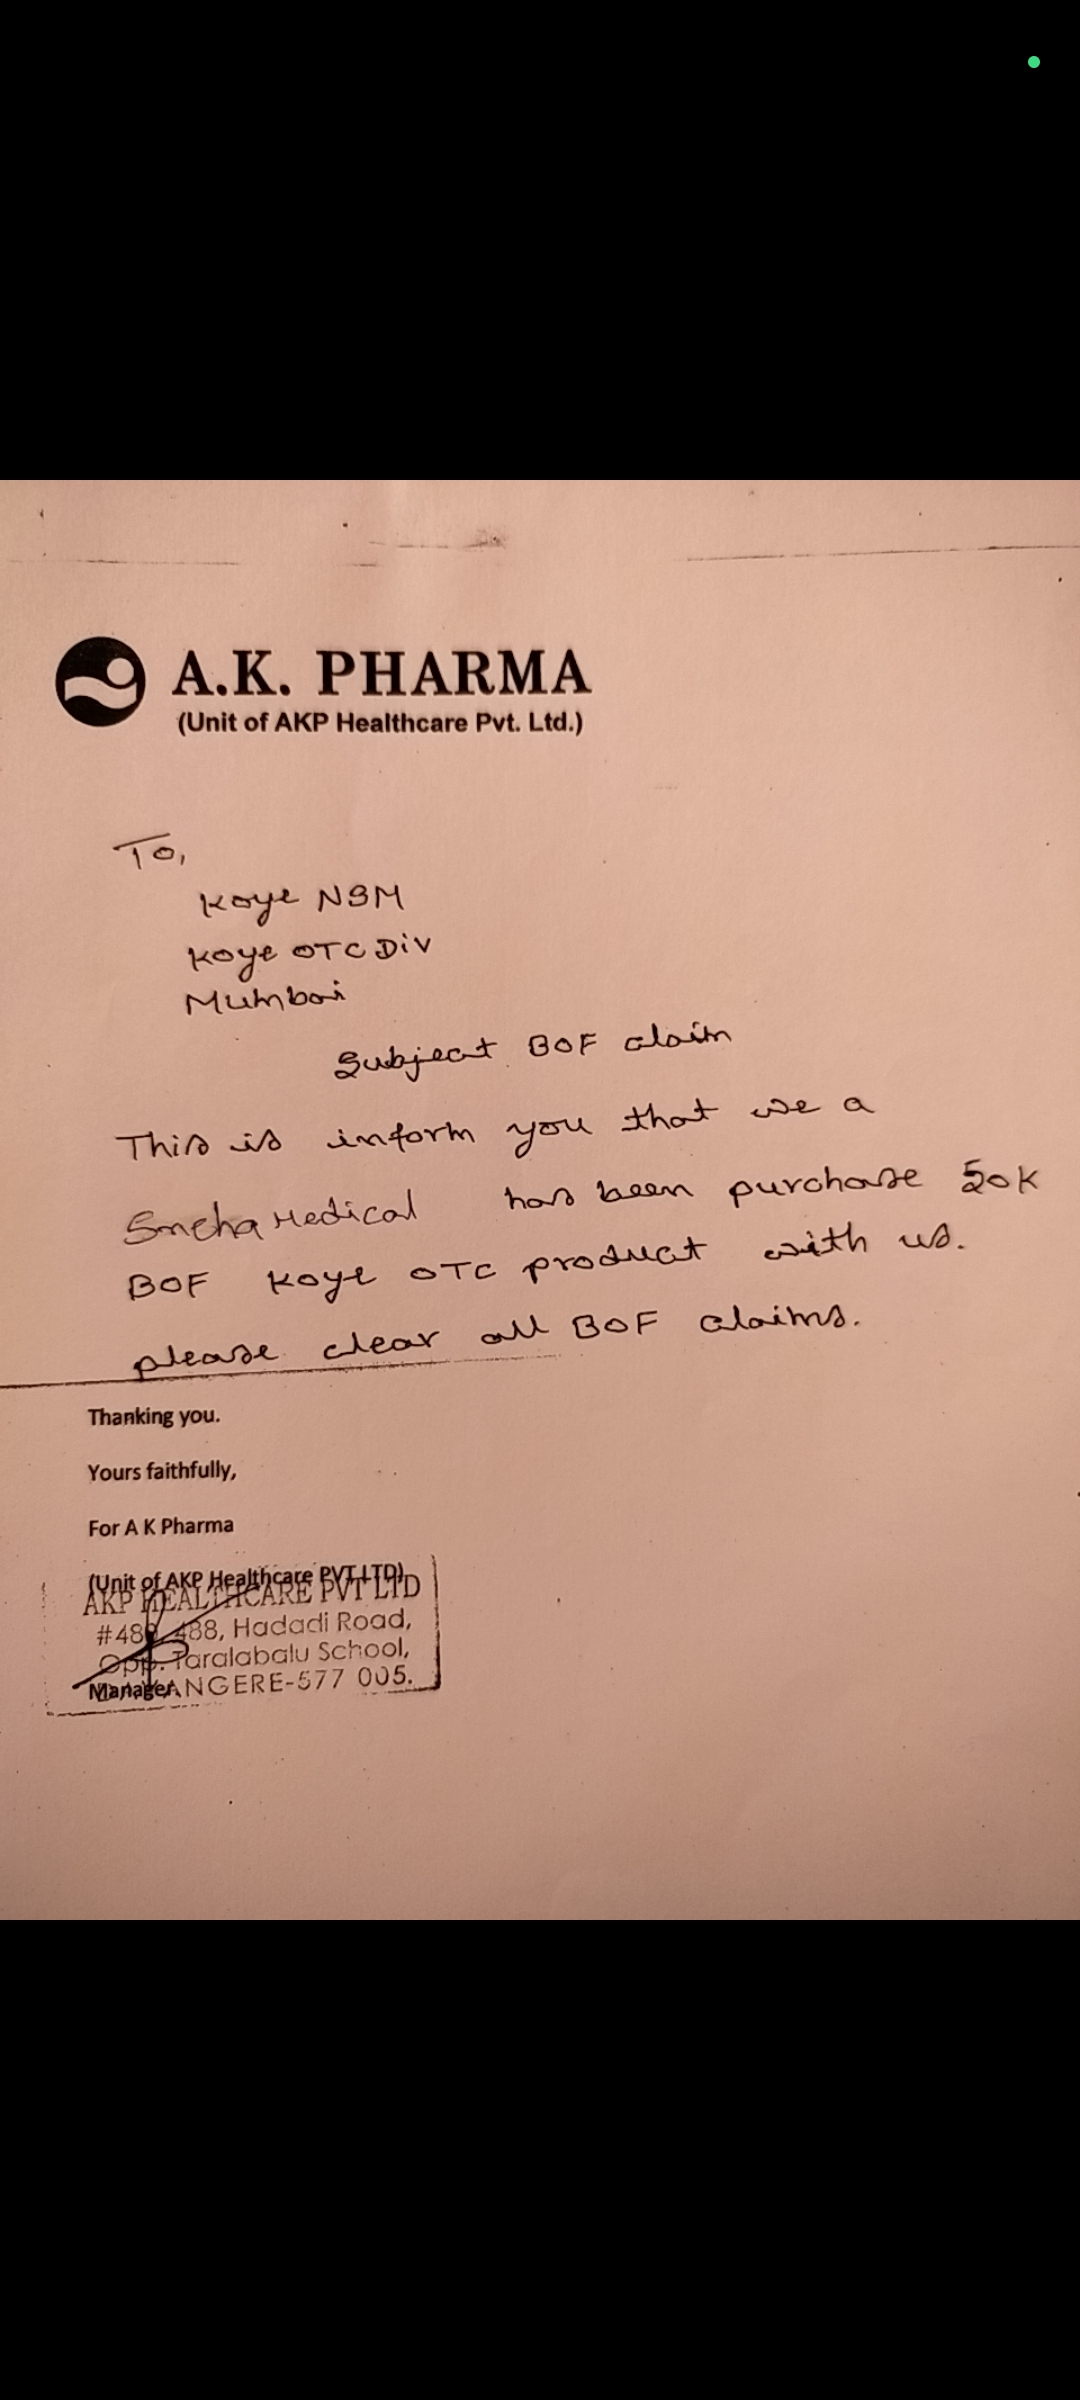 A.K. PHARMA
(Unit of AKP Healthcare Pvt. Ltd.)
To,
Koye NSM
Koye OTC Div
Mumbai
Subject BOF claim
This is inform you that we a
Sneha Medical has been purchase 50K
BOF Koye OTC product with us.
please clear all BOF claims.
Thanking you.
Yours faithfully,
For A K Pharma
(Unit of AKP Healthcare PVT.LTD)
AKP HEALTHCARE PVT LTD
488, Hadadi Road,
Opp. Taralabalu School,
ANGERE-577 005.
Manager.